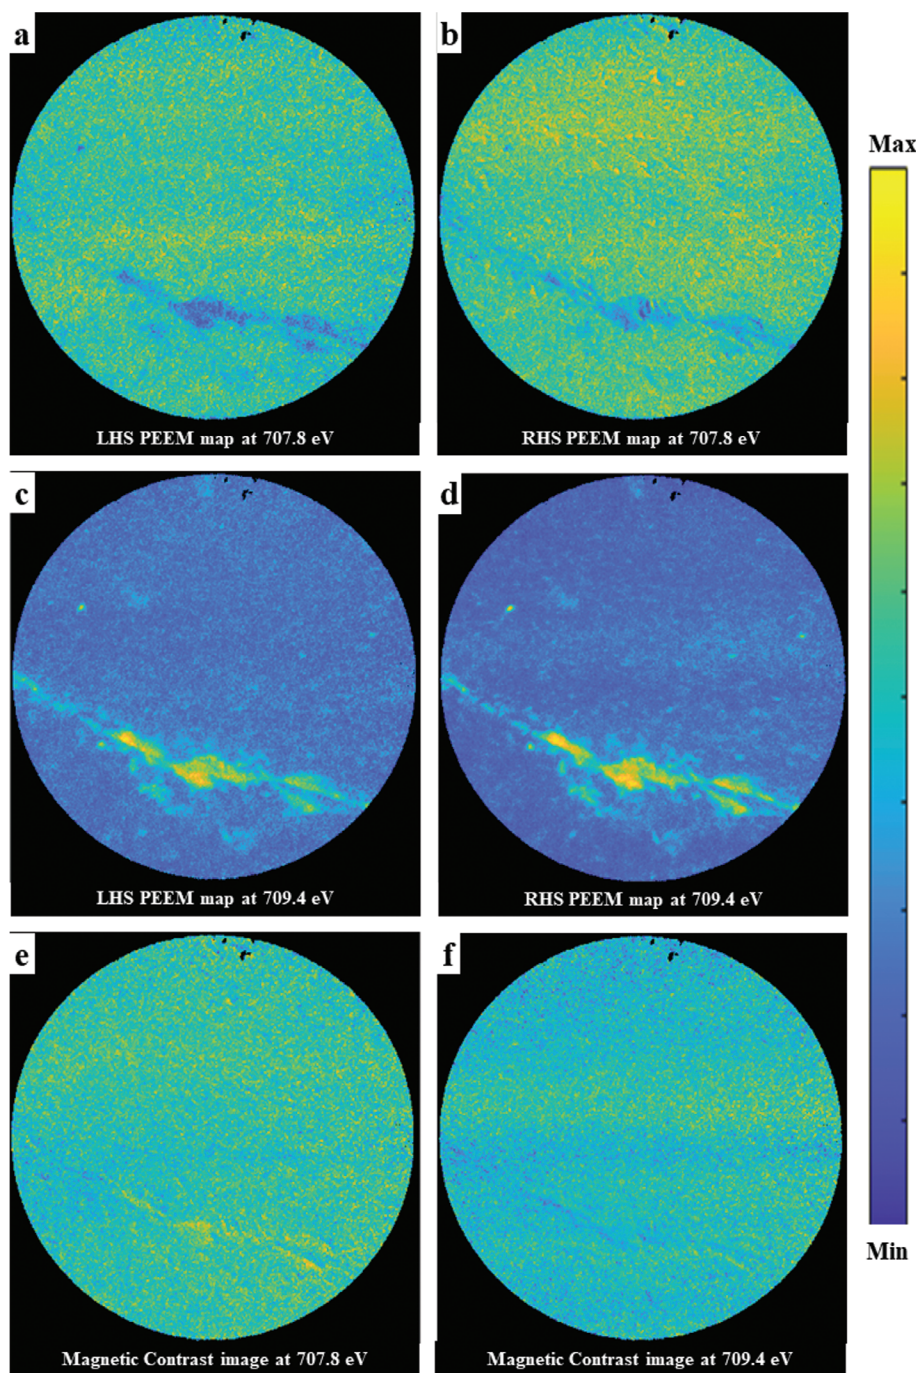 a
b
Max
LHS PEEM map at 707.8 eV
RHS PEEM map at 707.8 eV
c
d
LHS PEEM map at 709.4 eV
RHS PEEM map at 709.4 eV
e
f
Min
Magnetic Contrast image at 707.8 eV
Magnetic Contrast image at 709.4 eV